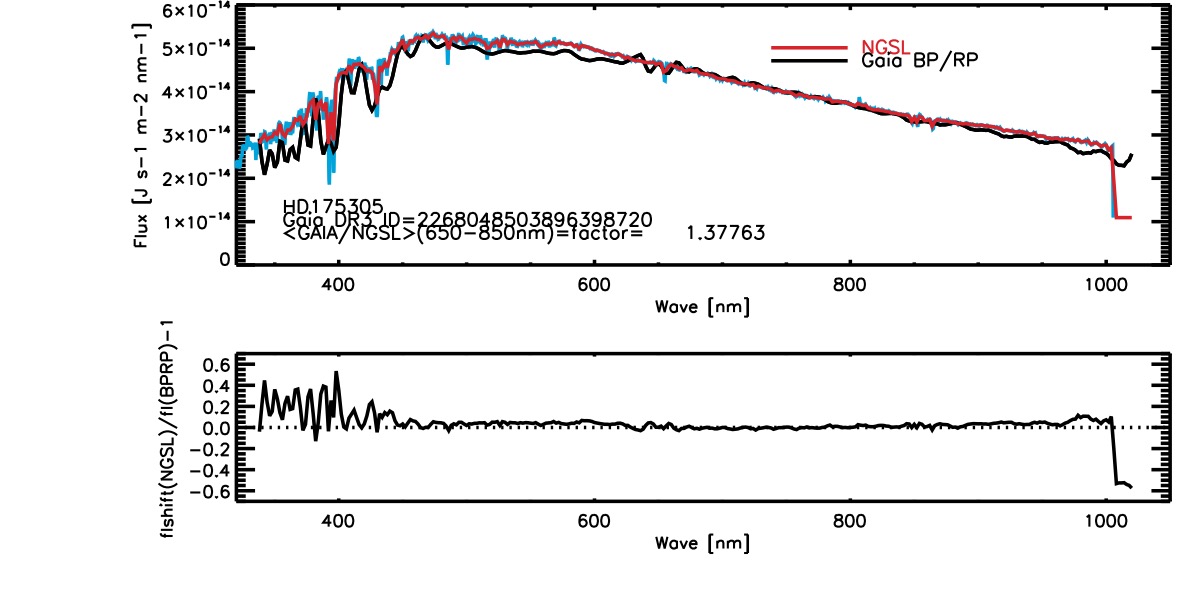 6×10⁻¹⁴
5×10⁻¹⁴
4×10⁻¹⁴
3×10⁻¹⁴
2×10⁻¹⁴
1×10⁻¹⁴
0
Flux [J s-1 m-2 nm-1]
NGSL
Gaia BP/RP
HD175305
Gaia DR3 ID=2268048503896398720
<GAIA/NGSL>(650-850nm)=factor= 1.37763
400 600 800 1000
Wave [nm]
flshift(NGSL)/fl(BPRP)-1
0.6
0.4
0.2
0.0
-0.2
-0.4
-0.6
400 600 800 1000
Wave [nm]